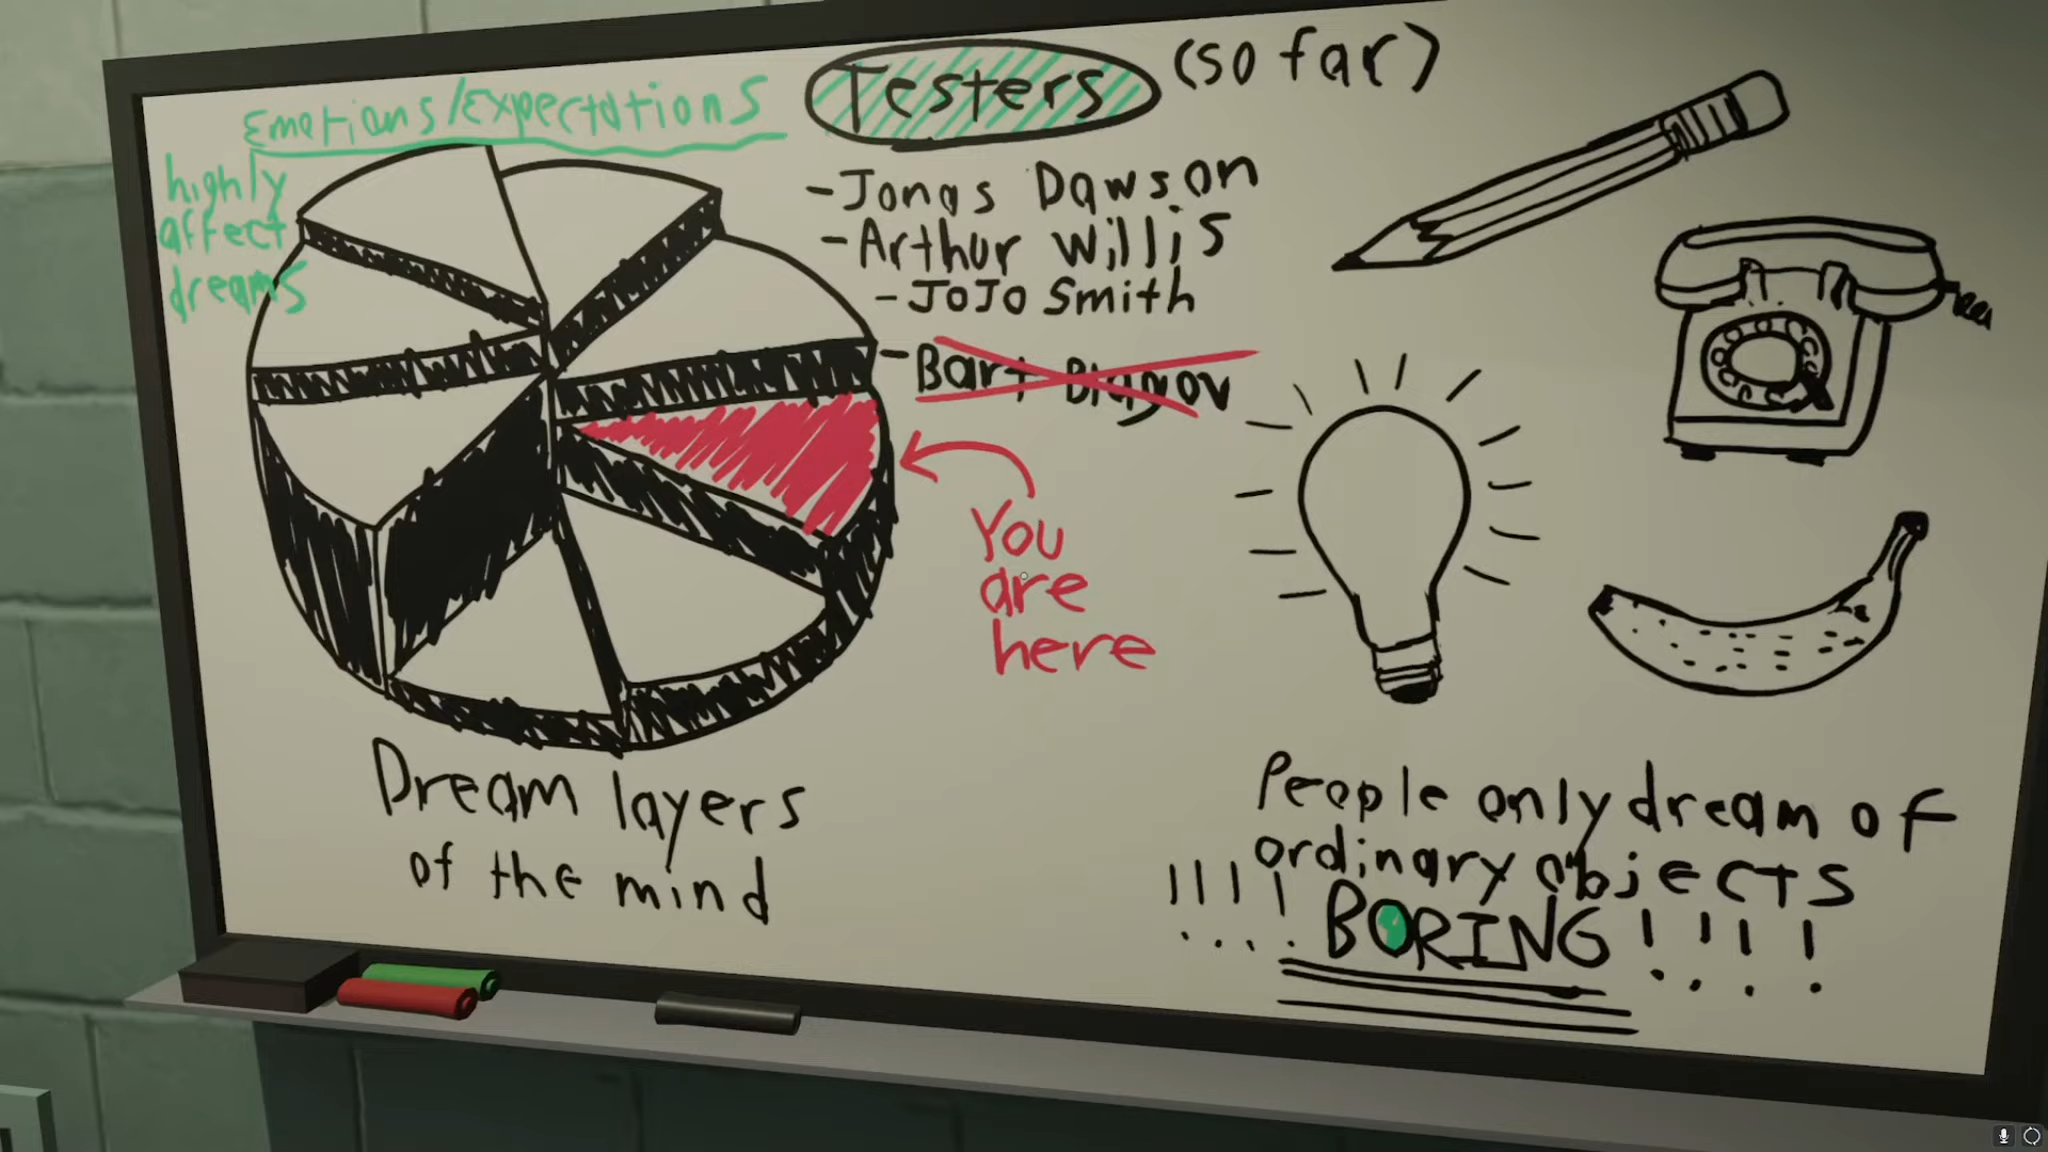 Emotions/Expectations
highly
affect
dreams
Testers (so far)
-Jonas Dawson
-Arthur Willis
-JoJo Smith
-Bart Blagov
You
are
here
Dream layers
of the mind
People only dream of
ordinary objects
!!!! BORING !!!!